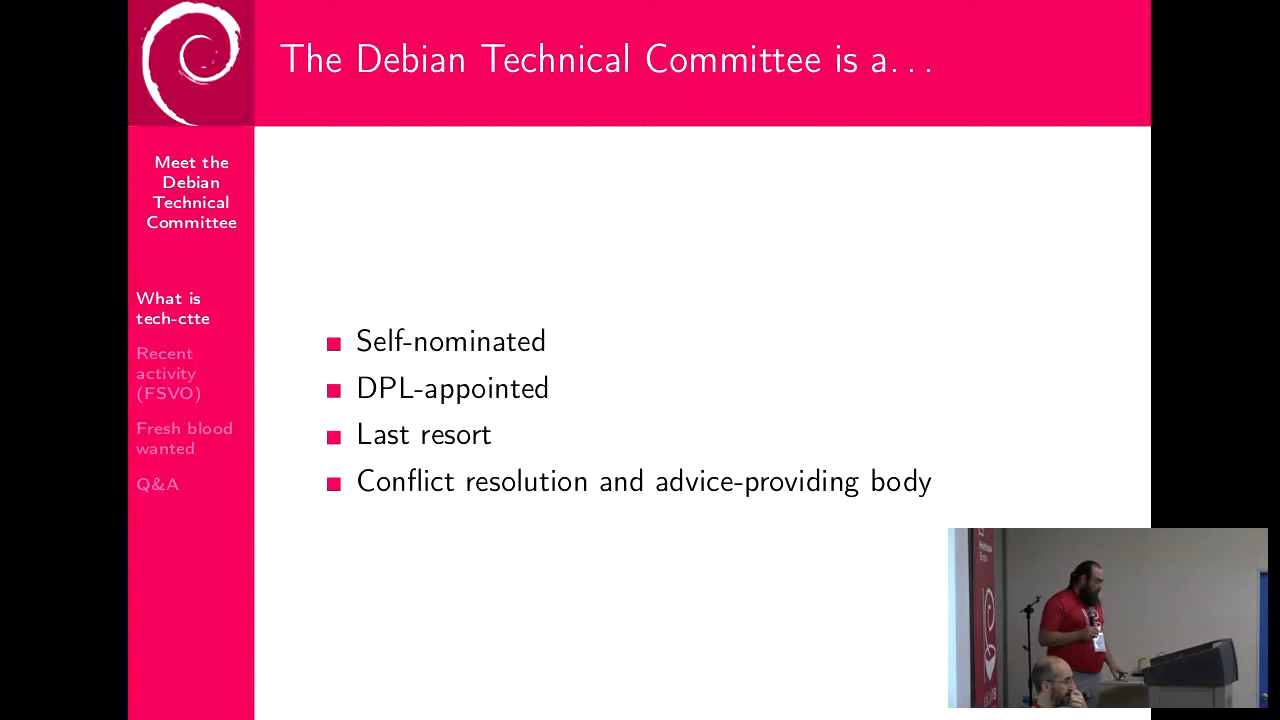 The Debian Technical Committee is a...
Meet the
Debian
Technical
Committee
What is
tech-ctte
Recent
activity
(FSVO)
Fresh blood
wanted
Q&A
Self-nominated
DPL-appointed
Last resort
Conflict resolution and advice-providing body